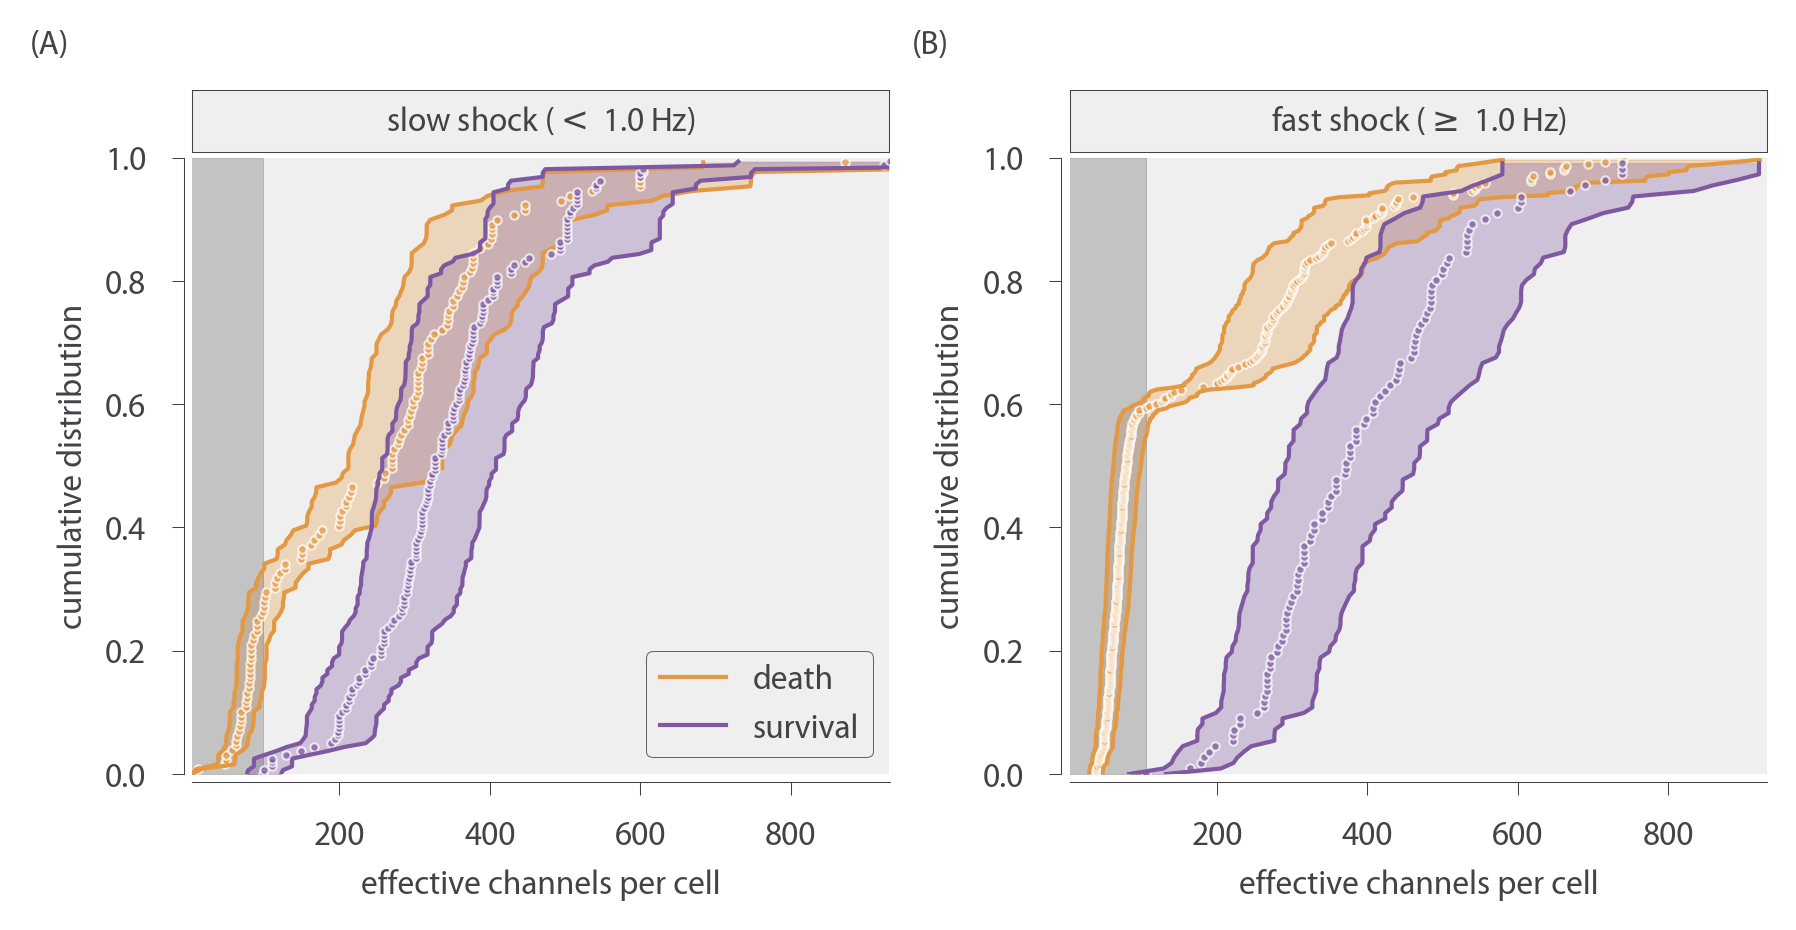 (A)
slow shock ( < 1.0 Hz)
1.0
0.8
0.6
0.4
0.2
0.0
cumulative distribution
death
survival
200 400 600 800
effective channels per cell
(B)
fast shock ( ≥ 1.0 Hz)
1.0
0.8
0.6
0.4
0.2
0.0
cumulative distribution
200 400 600 800
effective channels per cell